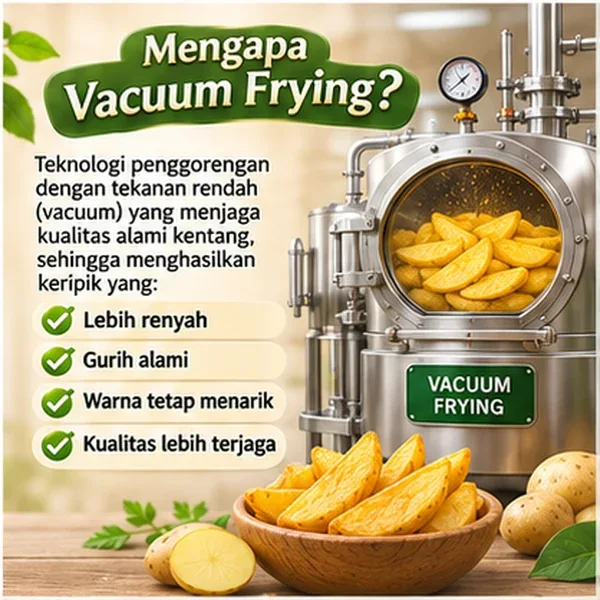 Mengapa
Vacuum Frying?
Teknologi penggorengan
dengan tekanan rendah
(vacuum) yang menjaga
kualitas alami kentang,
sehingga menghasilkan
keripik yang:
Lebih renyah
Gurih alami
Warna tetap menarik
Kualitas lebih terjaga
VACUUM
FRYING